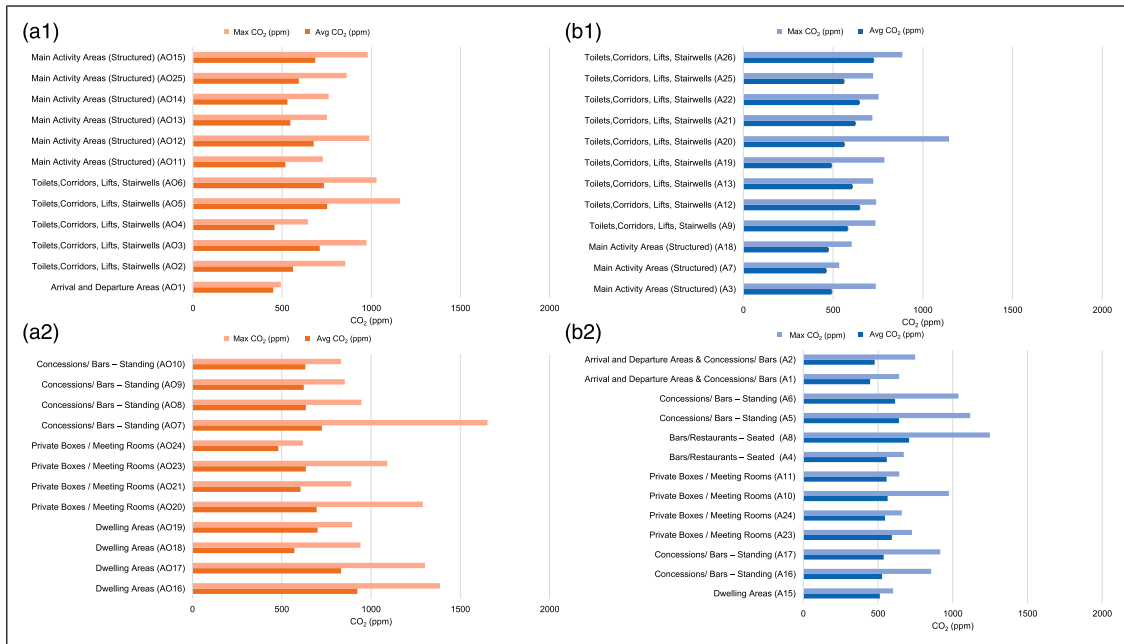 (a1)
Max CO₂ (ppm) Avg CO₂ (ppm)
Main Activity Areas (Structured) (AO15)
Main Activity Areas (Structured) (AO25)
Main Activity Areas (Structured) (AO14)
Main Activity Areas (Structured) (AO13)
Main Activity Areas (Structured) (AO12)
Main Activity Areas (Structured) (AO11)
Toilets,Corridors, Lifts, Stairwells (AO6)
Toilets,Corridors, Lifts, Stairwells (AO5)
Toilets,Corridors, Lifts, Stairwells (AO4)
Toilets,Corridors, Lifts, Stairwells (AO3)
Toilets,Corridors, Lifts, Stairwells (AO2)
Arrival and Departure Areas (AO1)
0 500 1000 1500 2000
CO₂ (ppm)
(b1)
Max CO₂ (ppm) Avg CO₂ (ppm)
Toilets,Corridors, Lifts, Stairwells (A26)
Toilets,Corridors, Lifts, Stairwells (A25)
Toilets,Corridors, Lifts, Stairwells (A22)
Toilets,Corridors, Lifts, Stairwells (A21)
Toilets,Corridors, Lifts, Stairwells (A20)
Toilets,Corridors, Lifts, Stairwells (A19)
Toilets,Corridors, Lifts, Stairwells (A13)
Toilets,Corridors, Lifts, Stairwells (A12)
Toilets,Corridors, Lifts, Stairwells (A9)
Main Activity Areas (Structured) (A18)
Main Activity Areas (Structured) (A7)
Main Activity Areas (Structured) (A3)
0 500 1000 1500 2000
CO₂ (ppm)
(a2)
Max CO₂ (ppm) Avg CO₂ (ppm)
Concessions/ Bars – Standing (AO10)
Concessions/ Bars – Standing (AO9)
Concessions/ Bars – Standing (AO8)
Concessions/ Bars – Standing (AO7)
Private Boxes / Meeting Rooms (AO24)
Private Boxes / Meeting Rooms (AO23)
Private Boxes / Meeting Rooms (AO21)
Private Boxes / Meeting Rooms (AO20)
Dwelling Areas (AO19)
Dwelling Areas (AO18)
Dwelling Areas (AO17)
Dwelling Areas (AO16)
0 500 1000 1500 2000
CO₂ (ppm)
(b2)
Max CO₂ (ppm) Avg CO₂ (ppm)
Arrival and Departure Areas & Concessions/ Bars (A2)
Arrival and Departure Areas & Concessions/ Bars (A1)
Concessions/ Bars – Standing (A6)
Concessions/ Bars – Standing (A5)
Bars/Restaurants – Seated (A8)
Bars/Restaurants – Seated (A4)
Private Boxes / Meeting Rooms (A11)
Private Boxes / Meeting Rooms (A10)
Private Boxes / Meeting Rooms (A24)
Private Boxes / Meeting Rooms (A23)
Concessions/ Bars – Standing (A17)
Concessions/ Bars – Standing (A16)
Dwelling Areas (A15)
0 500 1000 1500 2000
CO₂ (ppm)